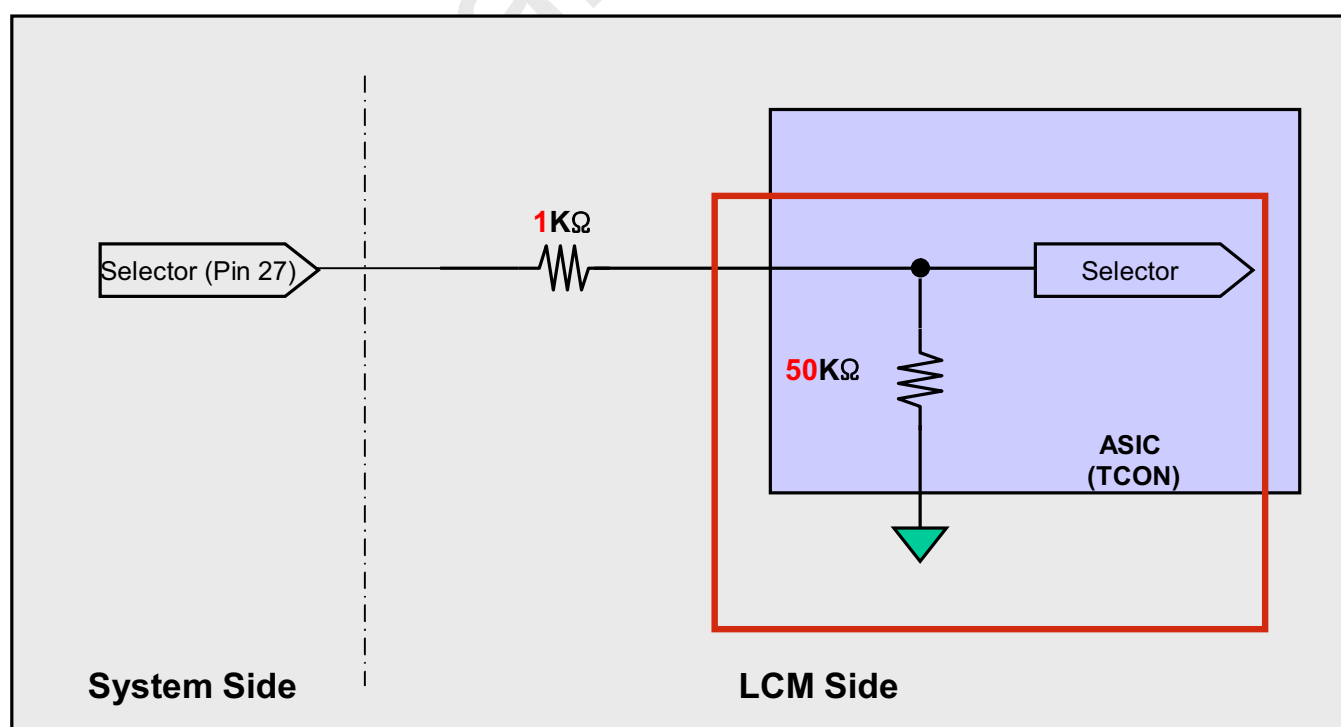 1KΩ
Selector (Pin 27)
Selector
50KΩ
ASIC
(TCON)
System Side
LCM Side